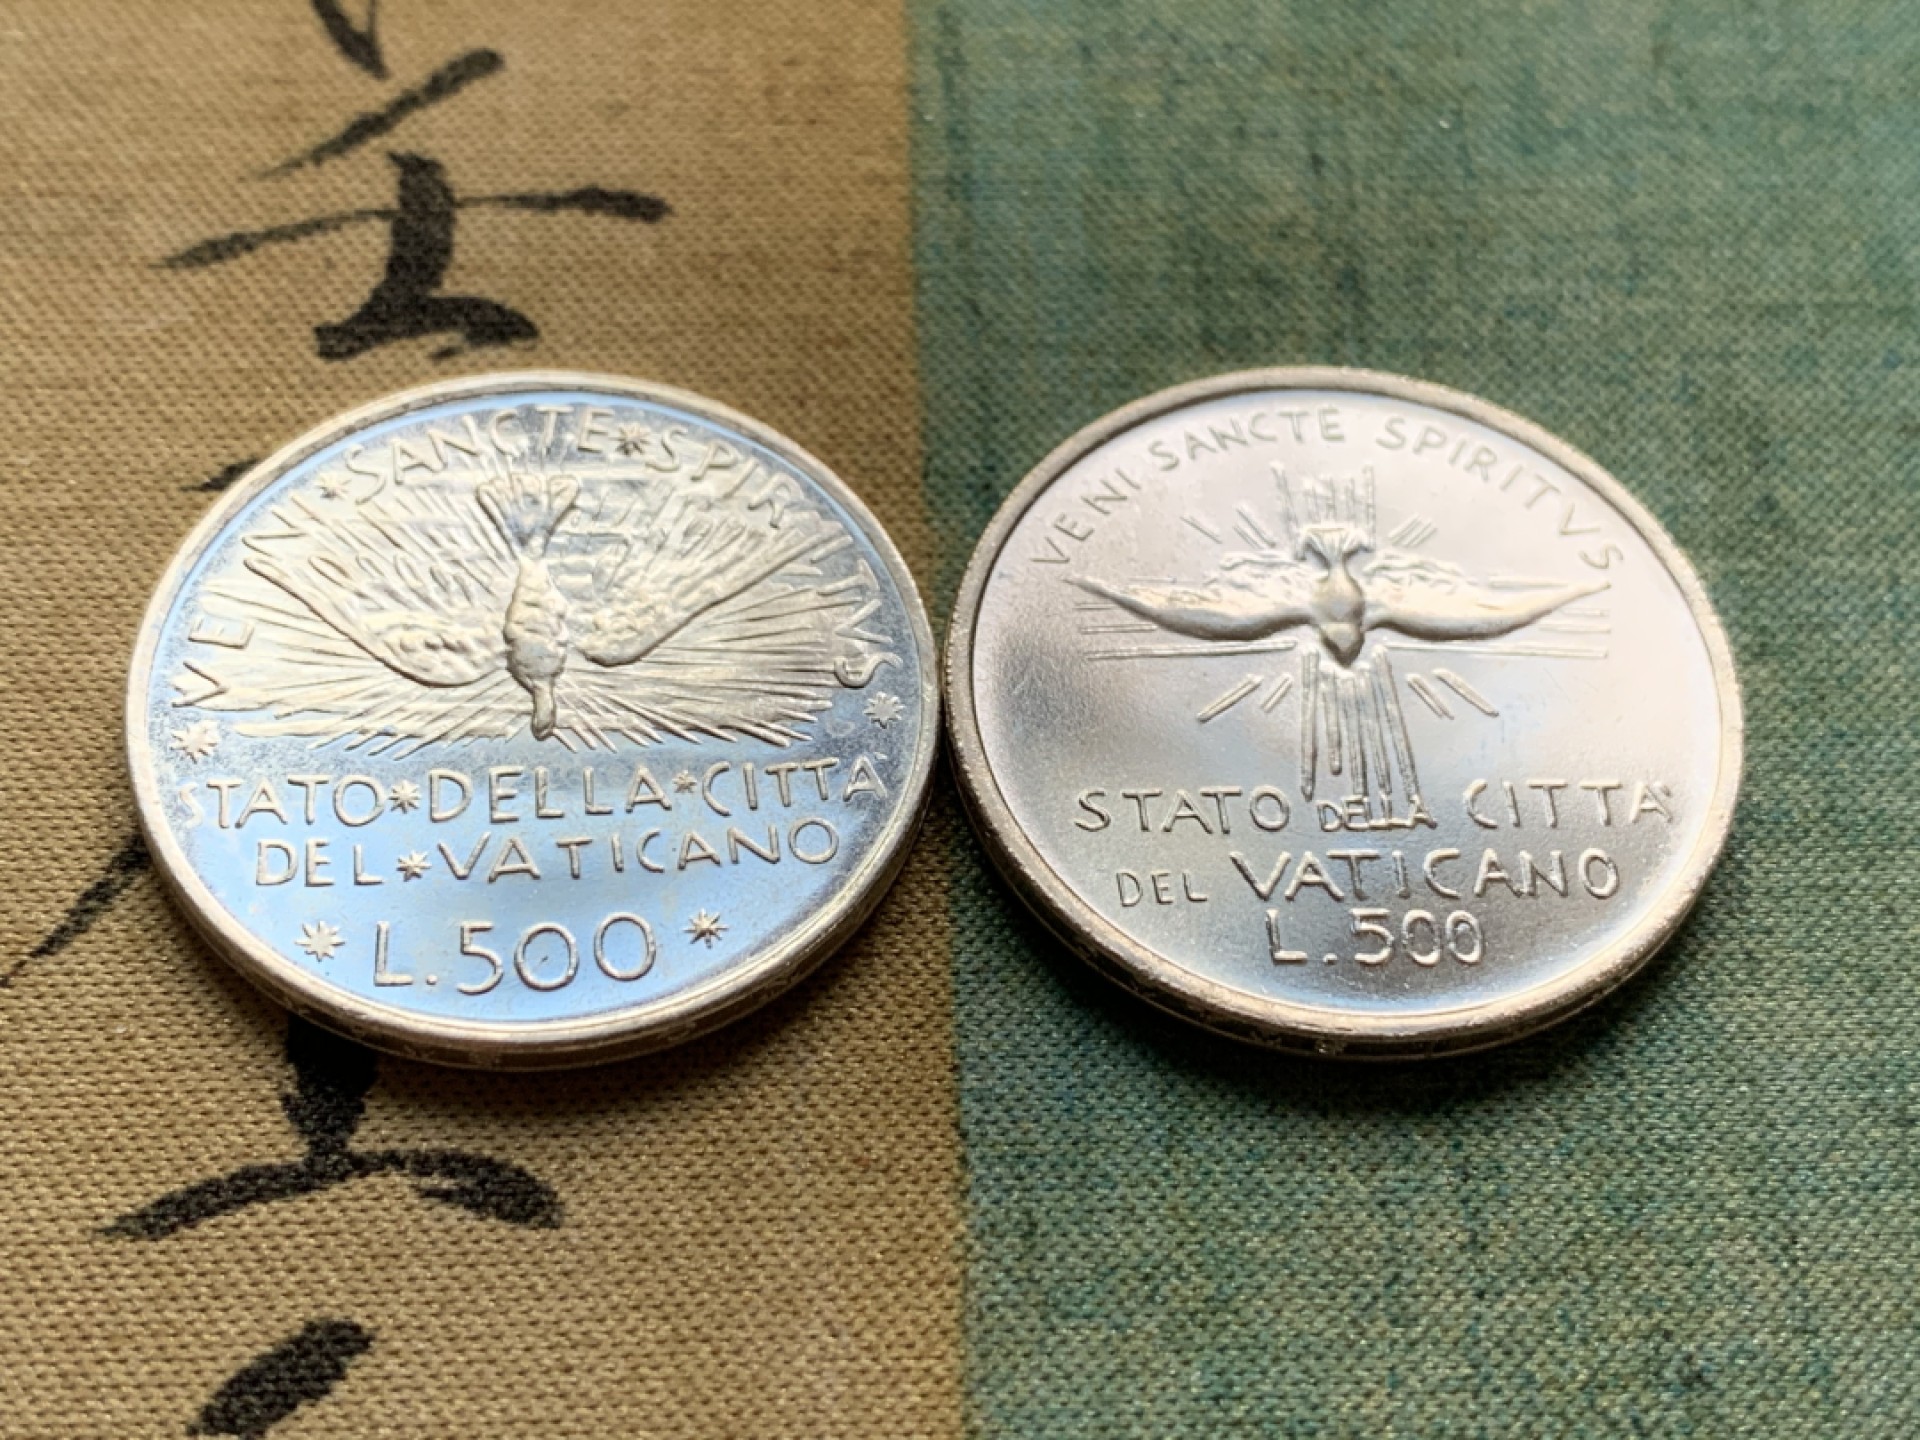 VENI * SANCTE * SPIRITVS
STATO * DELLA * CITTA'
DEL * VATICANO
* L. 500 *
VENI SANCTE SPIRITVS
STATO DELLA CITTA'
DEL VATICANO
L. 500